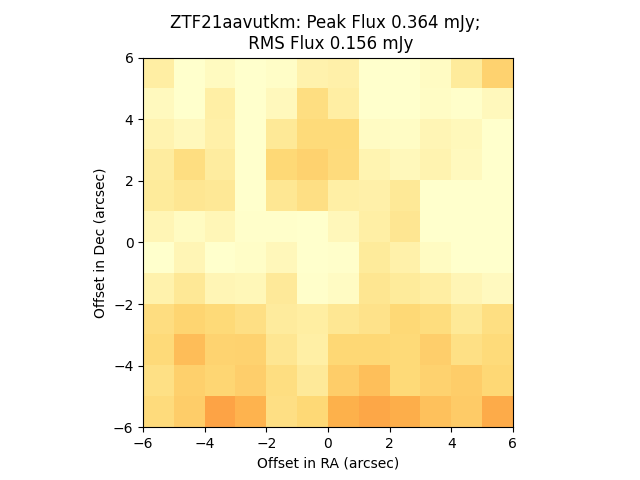 ZTF21aavutkm: Peak Flux 0.364 mJy;
RMS Flux 0.156 mJy
6
4
2
0
−2
−4
−6
Offset in Dec (arcsec)
−6 −4 −2 0 2 4 6
Offset in RA (arcsec)